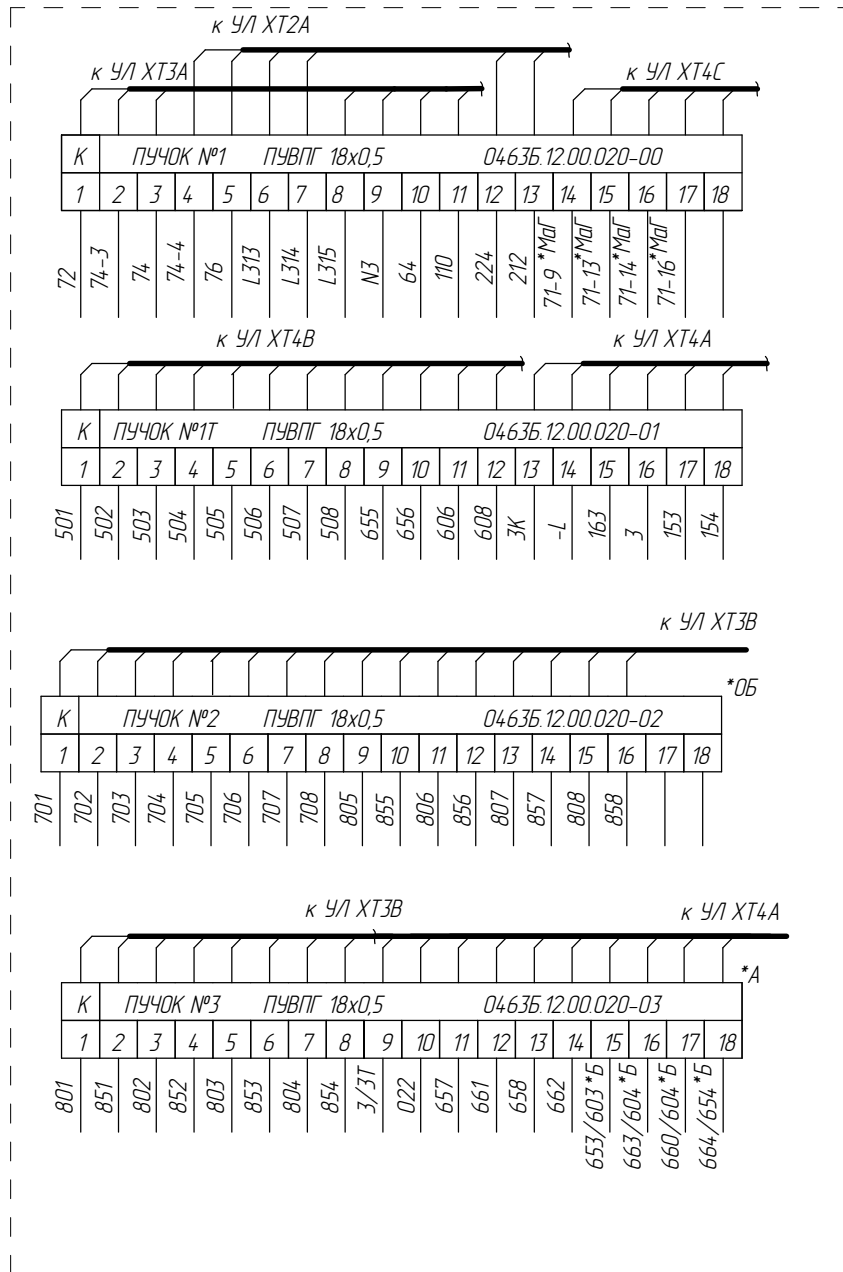 к УЛ ХТ2А
к УЛ ХТ3А
к УЛ ХТ4С
К ПУЧОК №1 ПУВПГ 18х0,5 0463Б.12.00.020-00
1 2 3 4 5 6 7 8 9 10 11 12 13 14 15 16 17 18
72 74-3 74 74-4 76 L313 L314 L315 N3 64 110 224 212 71-9*МаГ 71-13*МаГ 71-14*МаГ 71-16*МаГ
к УЛ ХТ4В
к УЛ ХТ4А
К ПУЧОК №1Т ПУВПГ 18х0,5 0463Б.12.00.020-01
1 2 3 4 5 6 7 8 9 10 11 12 13 14 15 16 17 18
501 502 503 504 505 506 507 508 655 656 606 608 3К -L 163 3 153 154
к УЛ ХТ3В
*ОБ
К ПУЧОК №2 ПУВПГ 18х0,5 0463Б.12.00.020-02
1 2 3 4 5 6 7 8 9 10 11 12 13 14 15 16 17 18
701 702 703 704 705 706 707 708 805 855 806 856 807 857 808 858
к УЛ ХТ3В
к УЛ ХТ4А
*А
К ПУЧОК №3 ПУВПГ 18х0,5 0463Б.12.00.020-03
1 2 3 4 5 6 7 8 9 10 11 12 13 14 15 16 17 18
801 851 802 852 803 853 804 854 3/3Т 022 657 661 658 662 653/603*Б 663/604*Б 660/604*Б 664/654*Б